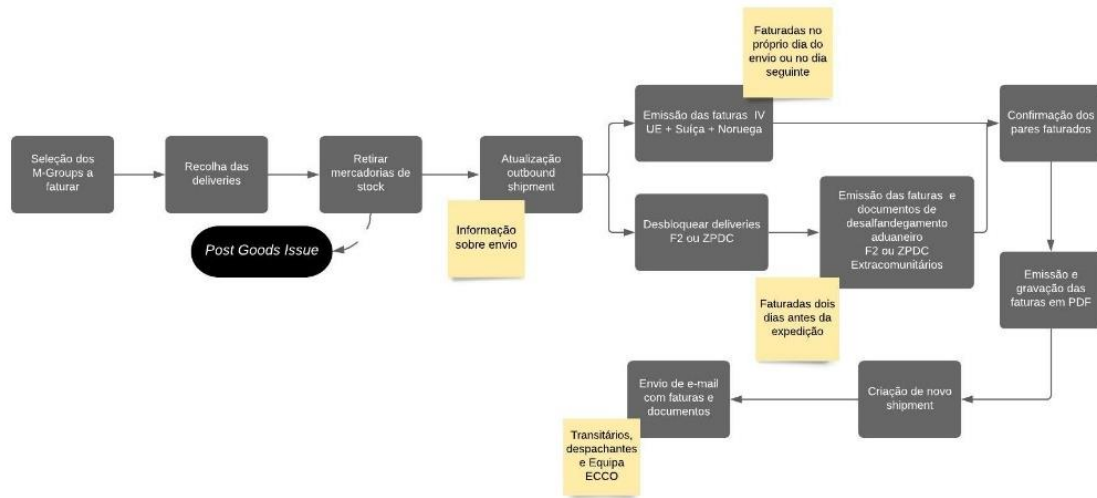 Faturadas no
próprio dia do
envio ou no dia
seguinte
Emissão das faturas IV
UE + Suíça + Noruega
Confirmação dos
pares faturados
Seleção dos
M-Groups a
faturar
Recolha das
deliveries
Retirar
mercadorias de
stock
Atualização
outbound
shipment
Post Goods Issue
Informação
sobre envio
Desbloquear deliveries
F2 ou ZPDC
Emissão das faturas e
documentos de
desalfandegamento
aduaneiro
F2 ou ZPDC
Extracomunitários
Faturadas dois
dias antes da
expedição
Emissão e
gravação das
faturas em PDF
Criação de novo
shipment
Envio de e-mail
com faturas e
documentos
Transitários,
despachantes
e Equipa
ECCO